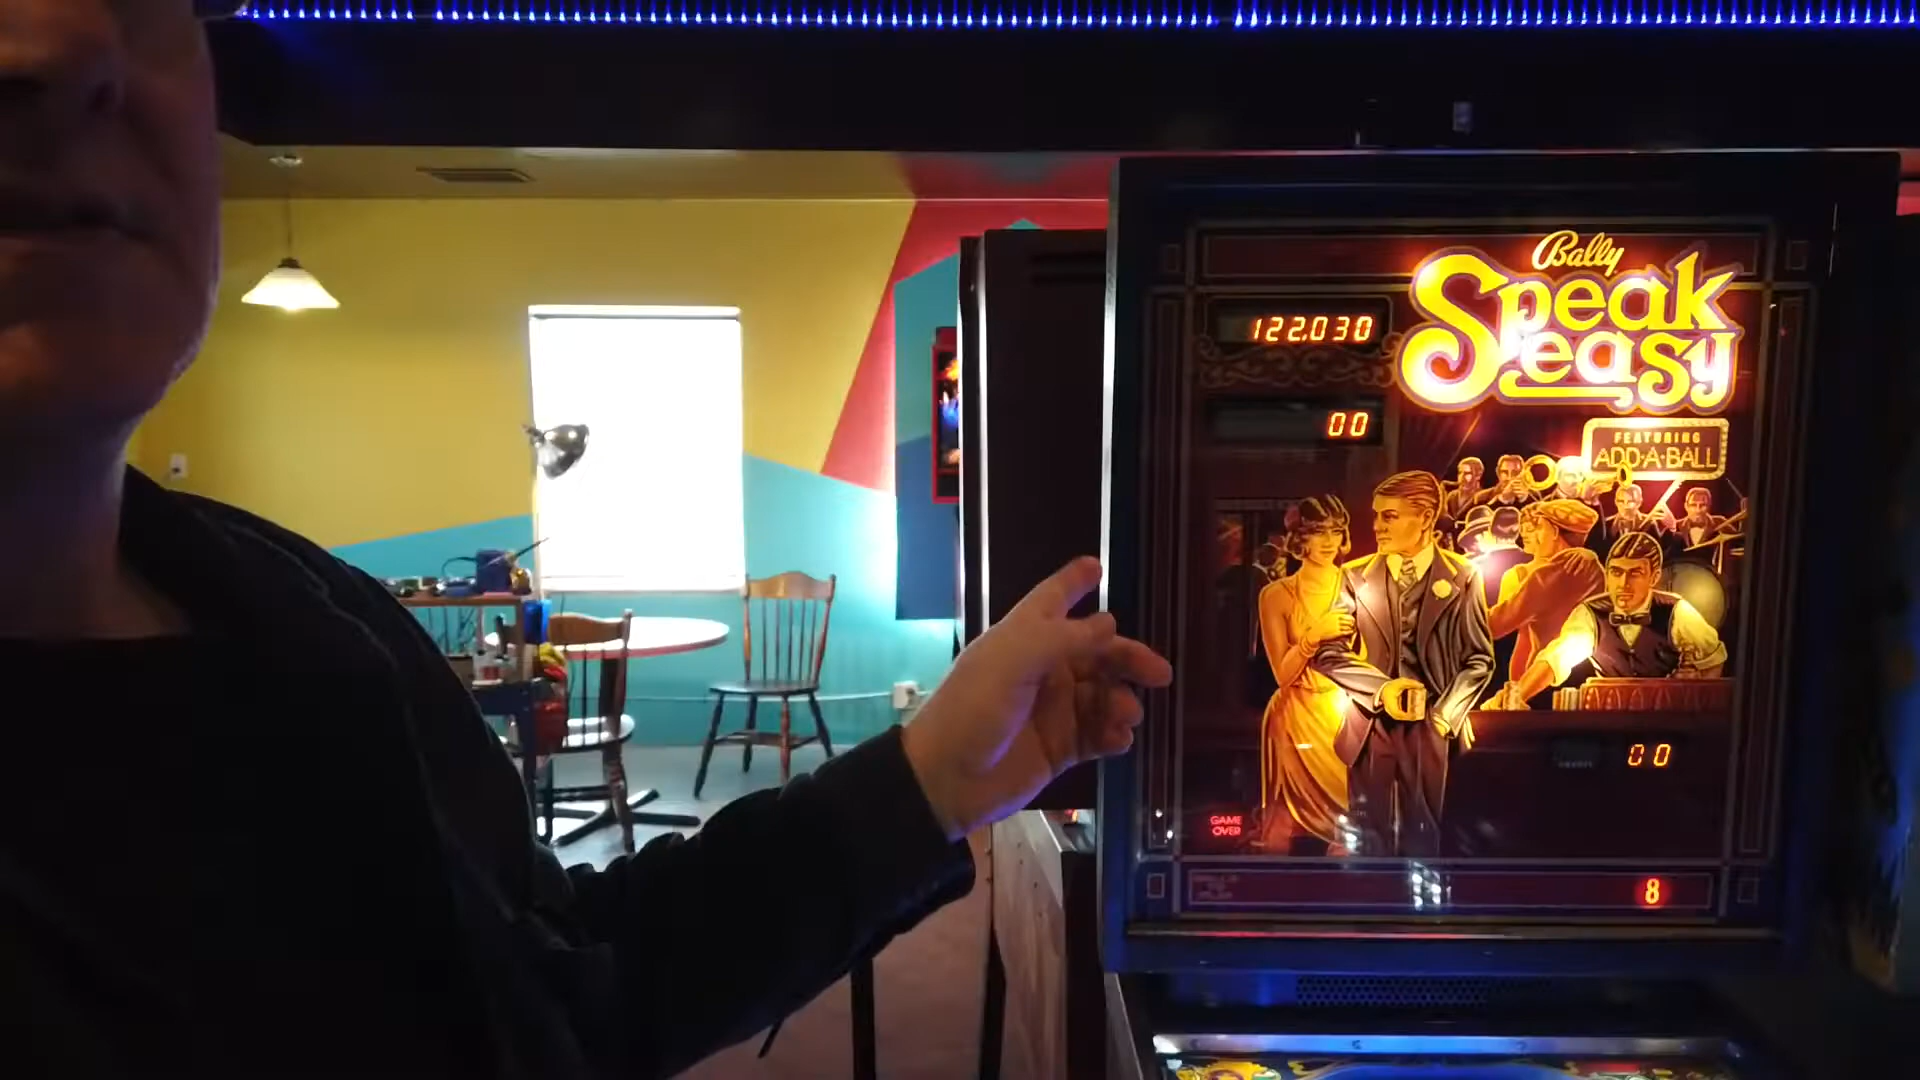 Bally
Speak
easy
122,030
FEATURING
ADD-A-BALL
00
00
GAME
OVER
8